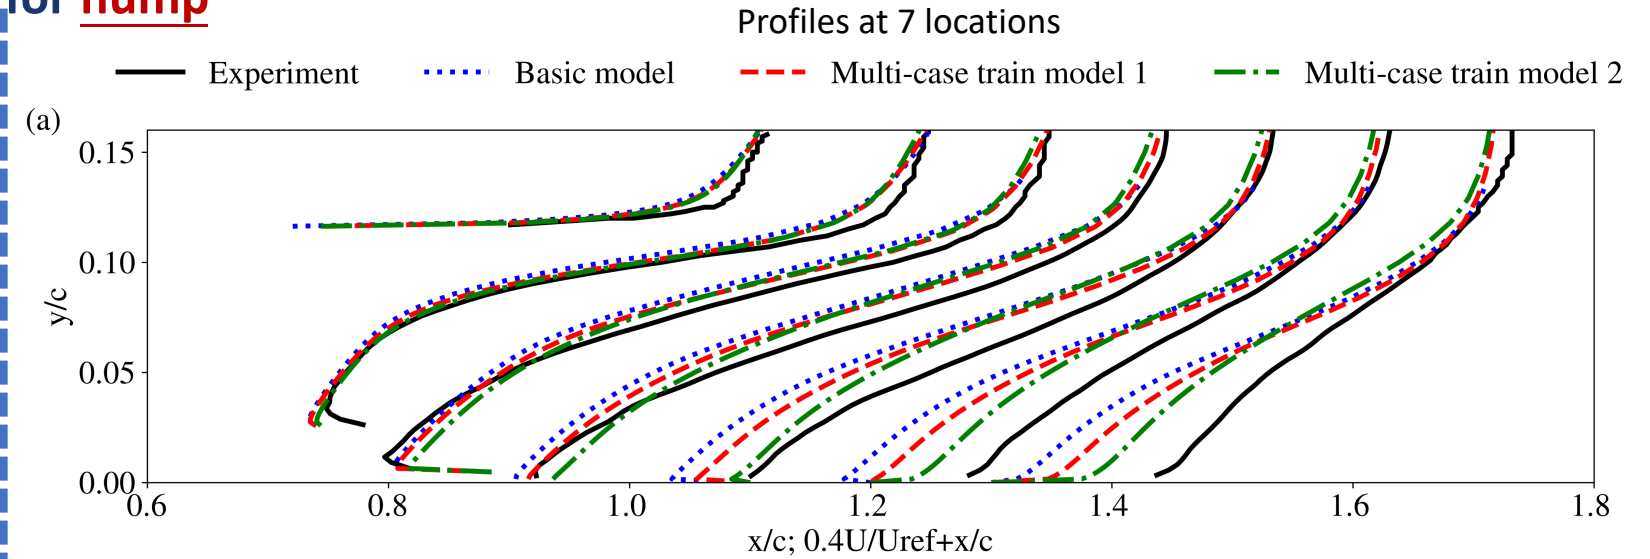 for hump
Profiles at 7 locations
Experiment Basic model Multi-case train model 1 Multi-case train model 2
(a)
0.15
0.10
0.05
0.00
y/c
0.6 0.8 1.0 1.2 1.4 1.6 1.8
x/c; 0.4U/Uref+x/c